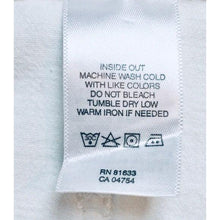 INSIDE OUT
MACHINE WASH COLD
WITH LIKE COLORS
DO NOT BLEACH
TUMBLE DRY LOW
WARM IRON IF NEEDED
RN 81633
CA 04754